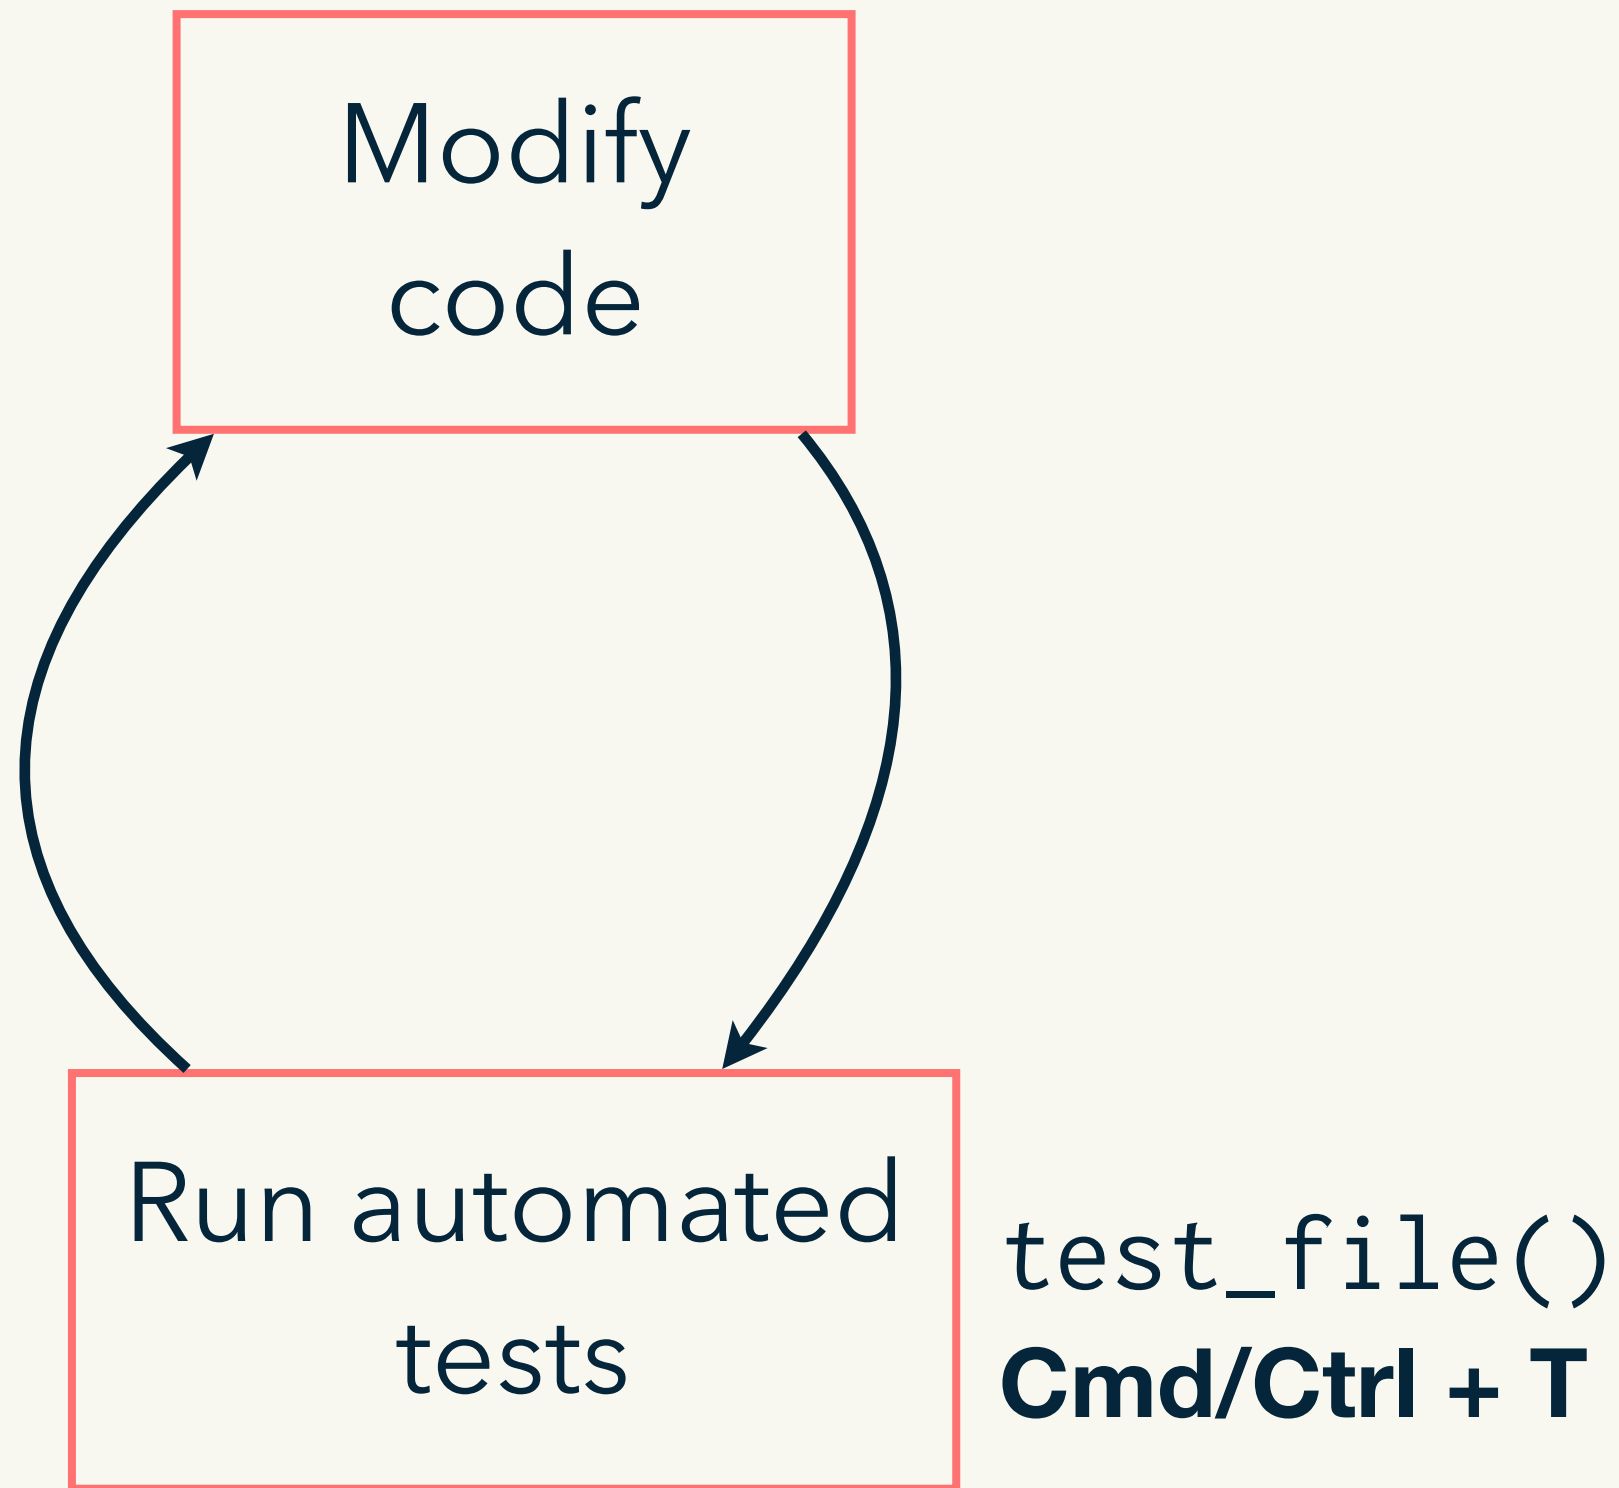 Modify
code
Run automated
tests
test_file()
Cmd/Ctrl + T